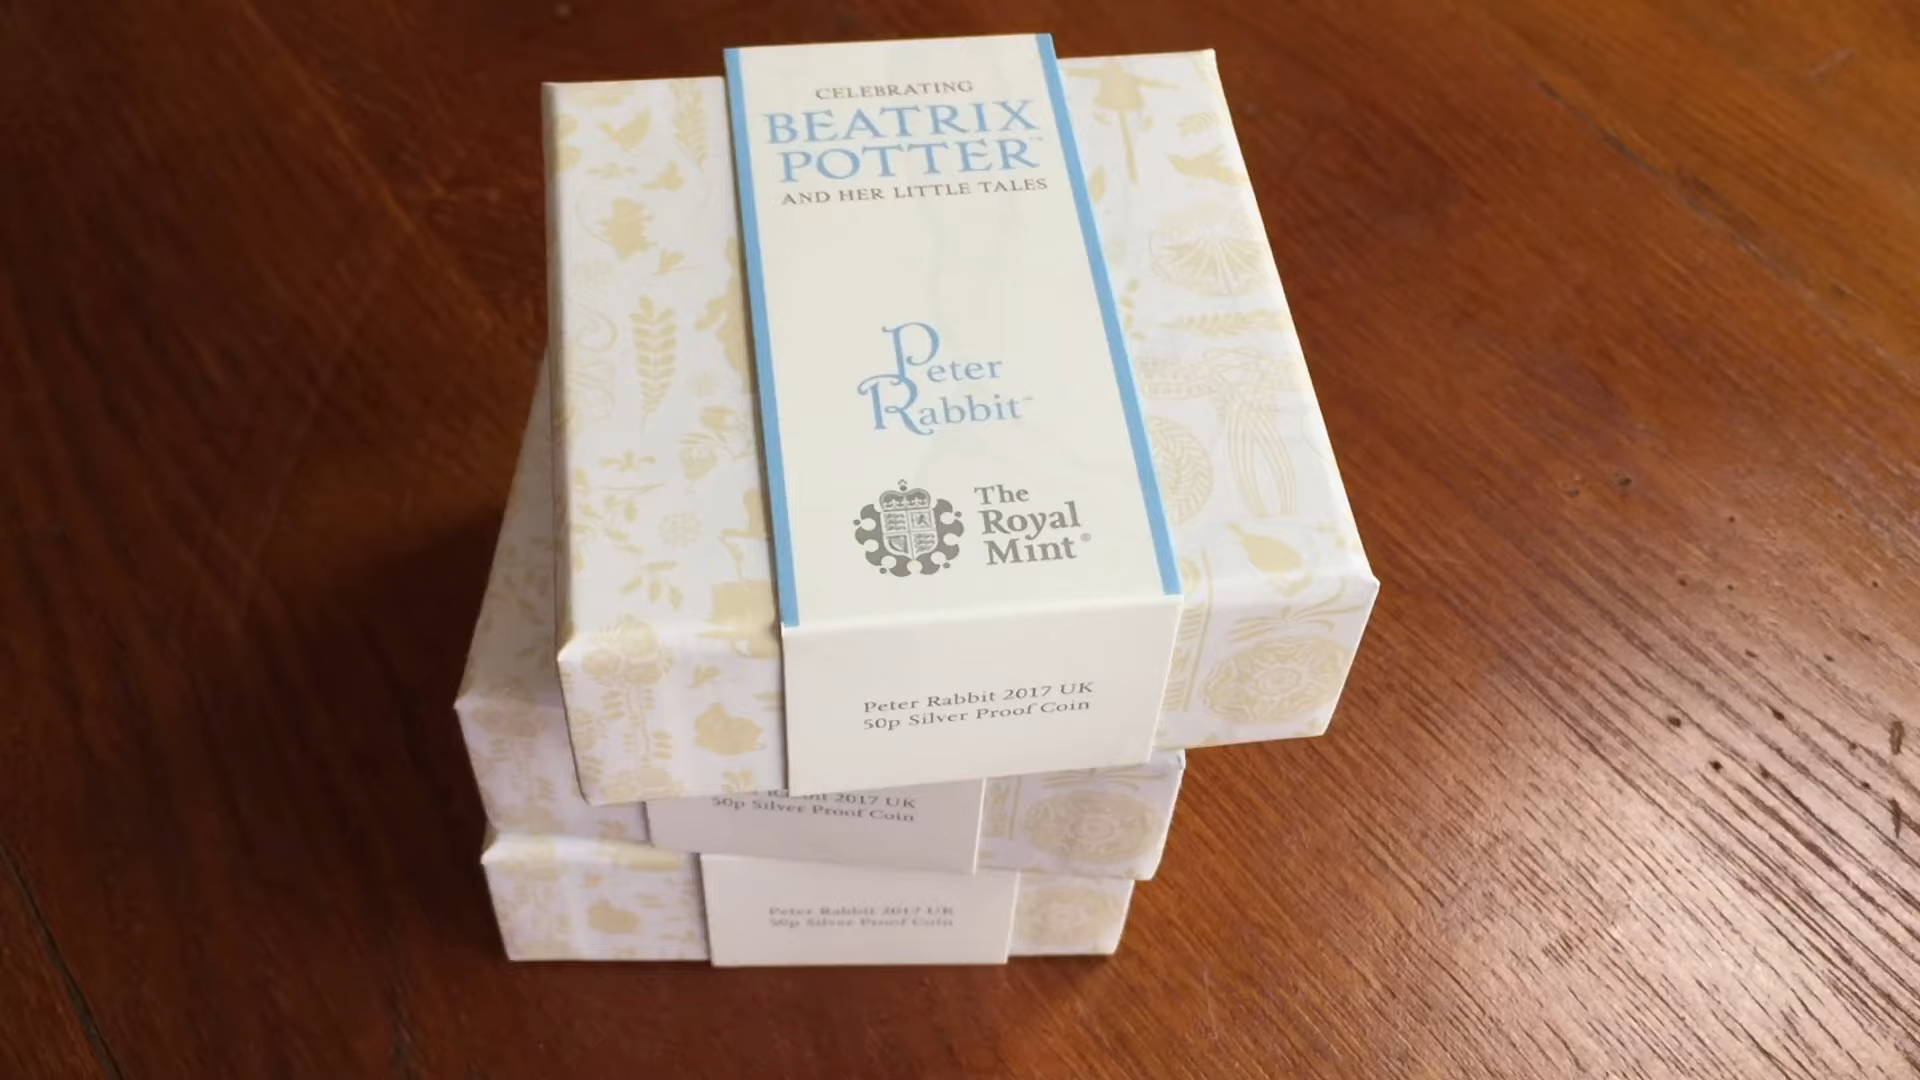 CELEBRATING
BEATRIX
POTTER™
AND HER LITTLE TALES
Peter
Rabbit™
The
Royal
Mint®
Peter Rabbit 2017 UK
50p Silver Proof Coin
Rabbit 2017 UK
50p Silver Proof Coin
Peter Rabbit 2017 UK
50p Silver Proof Coin